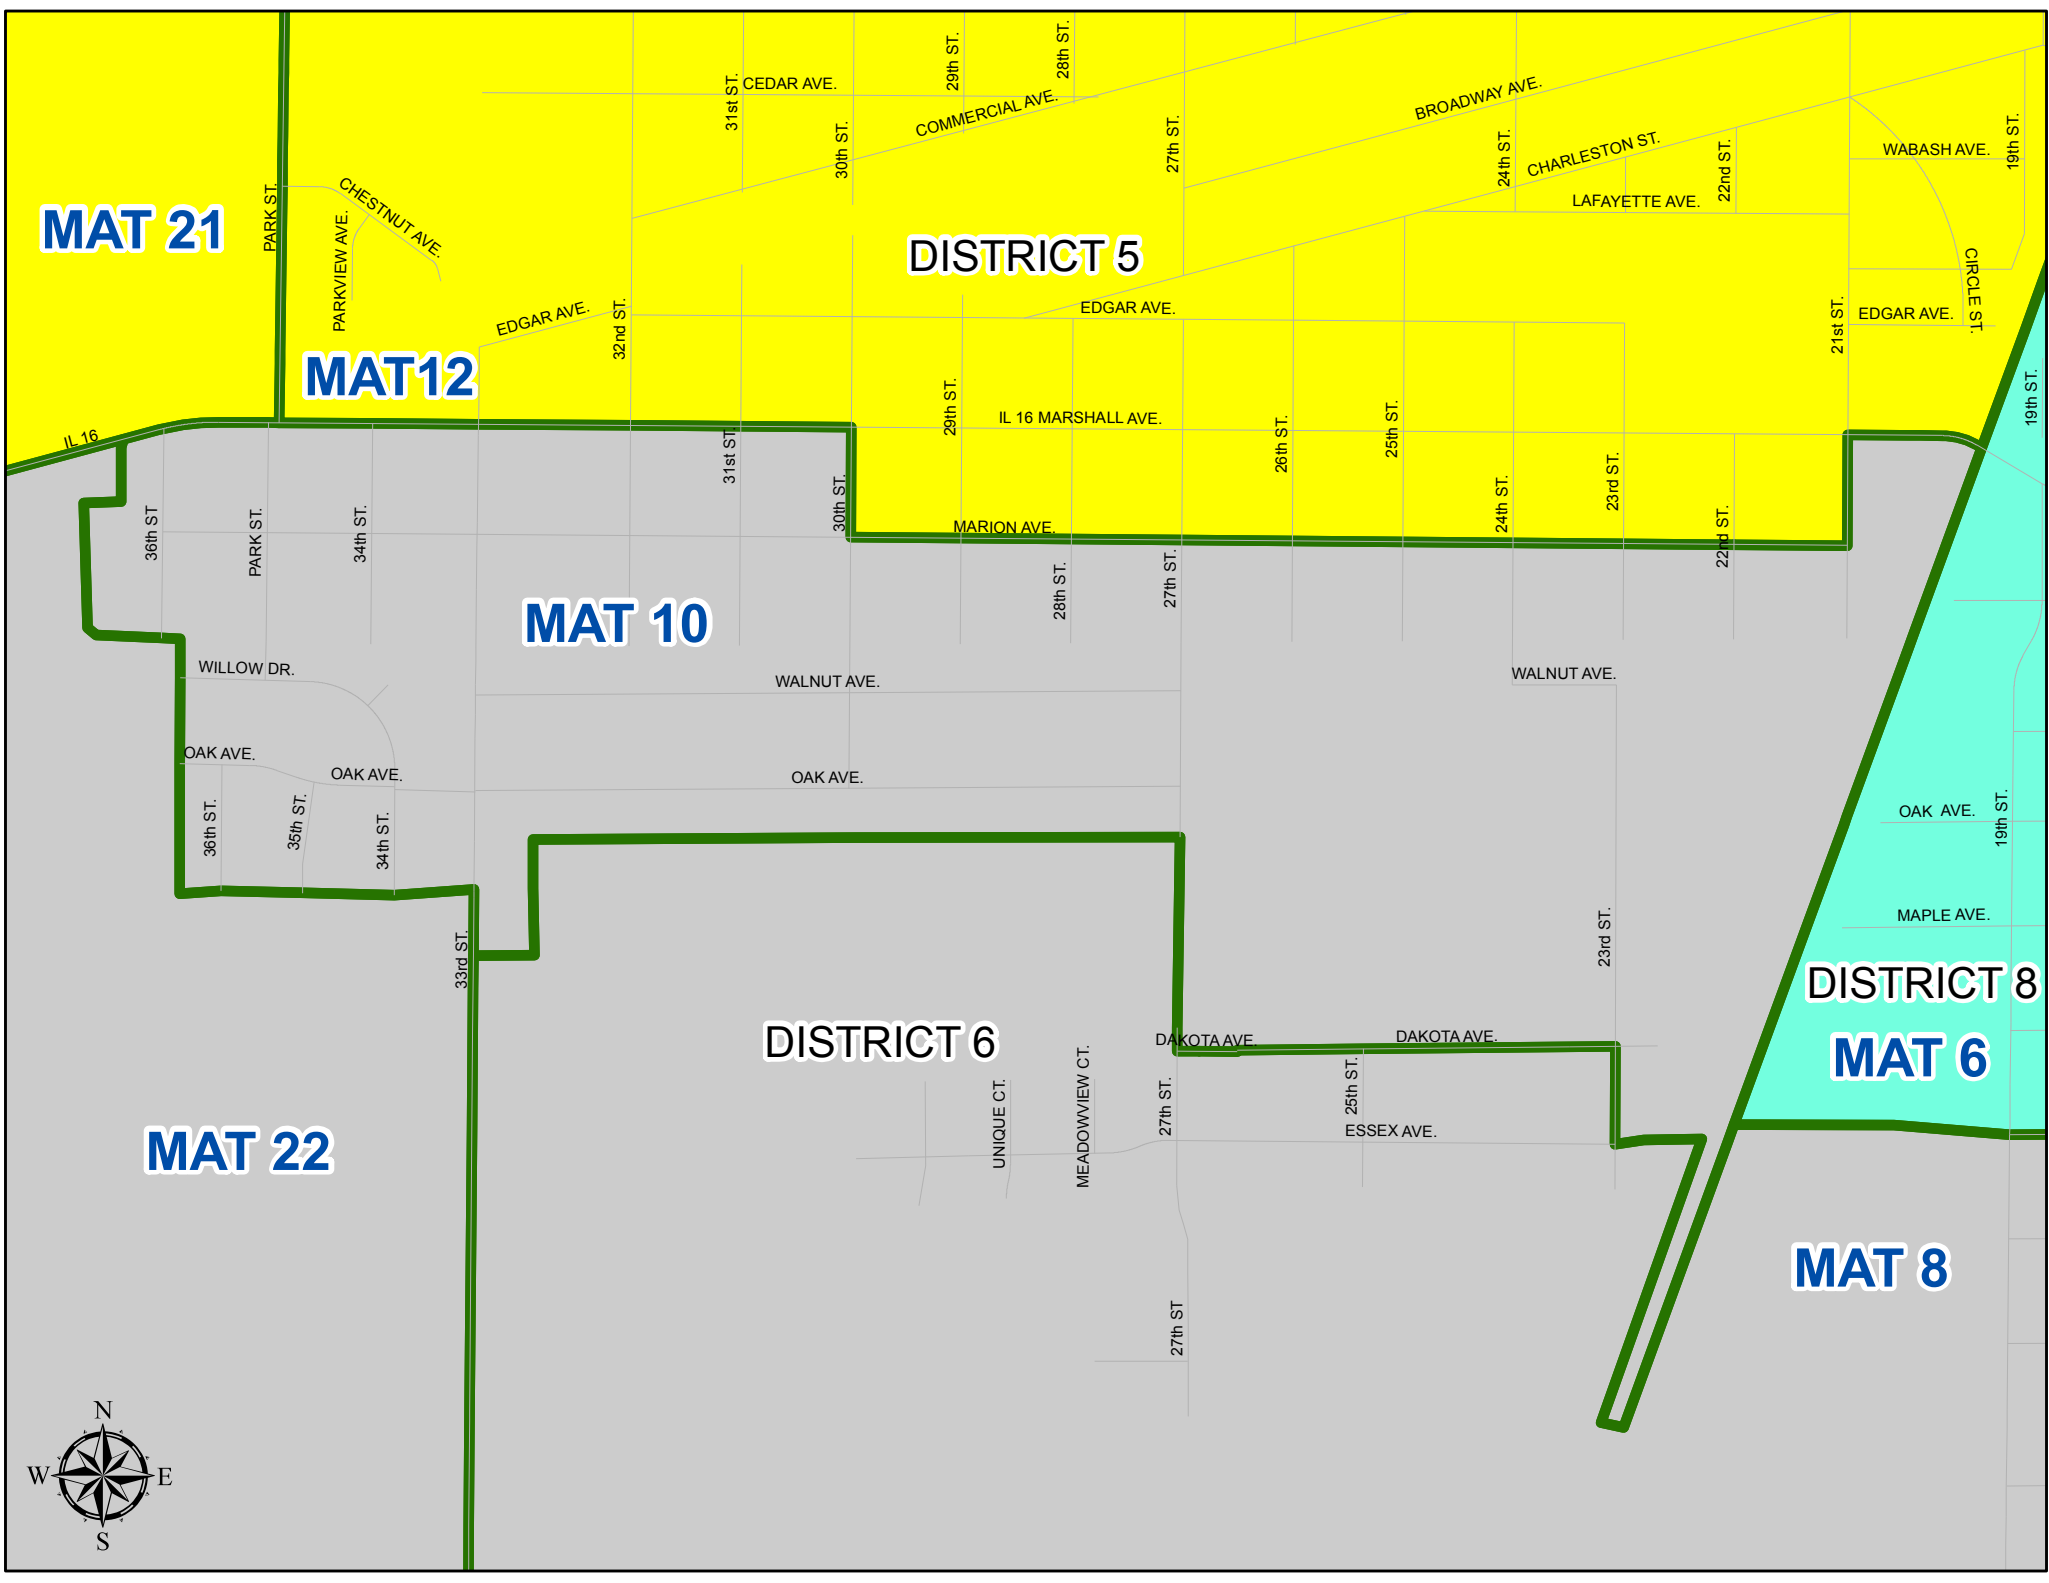 28th ST.
29th ST.
31st ST.
CEDAR AVE.
COMMERCIAL AVE.
BROADWAY AVE.
30th ST.
27th ST.
24th ST.
CHARLESTON ST.
22nd ST.
WABASH AVE.
19th ST.
PARK ST.
CHESTNUT AVE.
PARKVIEW AVE.
LAFAYETTE AVE.
MAT 21
DISTRICT 5
CIRCLE ST.
EDGAR AVE.
32nd ST.
EDGAR AVE.
21st ST.
EDGAR AVE.
MAT12
29th ST.
IL 16 MARSHALL AVE.
26th ST.
25th ST.
19th ST.
IL 16
31st ST.
30th ST.
24th ST.
23rd ST.
22nd ST.
36th ST
PARK ST.
34th ST.
MARION AVE.
28th ST.
27th ST.
MAT 10
WILLOW DR.
WALNUT AVE.
WALNUT AVE.
OAK AVE.
OAK AVE.
OAK AVE.
36th ST.
35th ST.
34th ST.
OAK AVE.
19th ST.
33rd ST.
23rd ST.
MAPLE AVE.
DISTRICT 8
DISTRICT 6
DAKOTA AVE.
DAKOTA AVE.
MAT 6
UNIQUE CT.
MEADOWVIEW CT.
27th ST.
25th ST.
ESSEX AVE.
MAT 22
MAT 8
27th ST
N
W
E
S